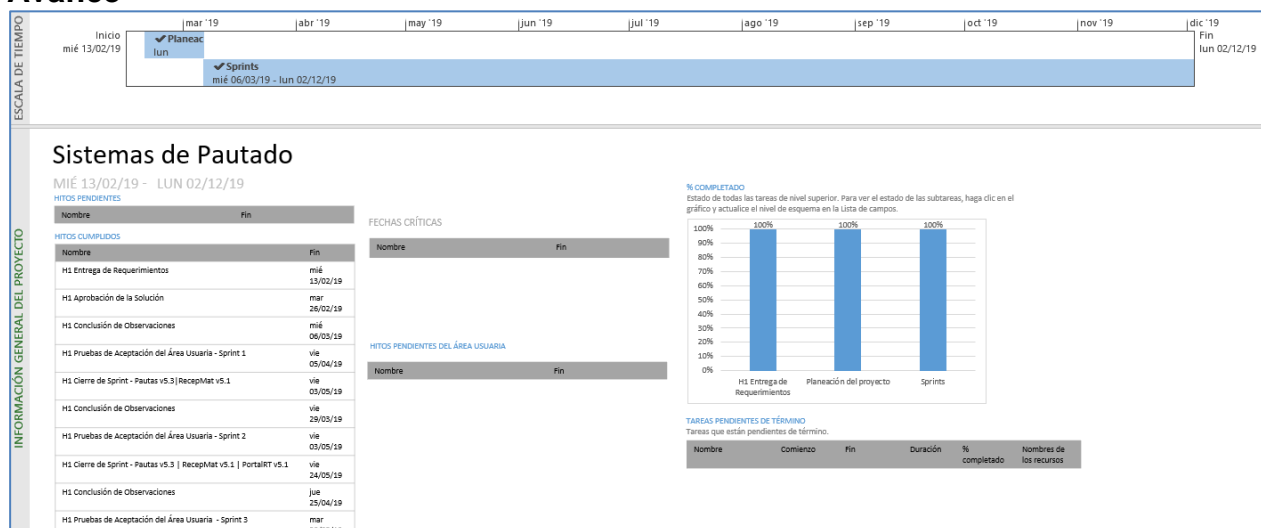 Avance
ESCALA DE TIEMPO
mar '19
abr '19
may '19
jun '19
jul '19
ago '19
sep '19
oct '19
nov '19
dic '19
Inicio
mié 13/02/19
Planeac
lun
Sprints
mié 06/03/19 - lun 02/12/19
Fin
lun 02/12/19
INFORMACIÓN GENERAL DEL PROYECTO
Sistemas de Pautado
MIÉ 13/02/19 - LUN 02/12/19
HITOS PENDIENTES
Nombre Fin
HITOS CUMPLIDOS
Nombre Fin
H1 Entrega de Requerimientos mié
13/02/19
H1 Aprobación de la Solución mar
26/02/19
H1 Conclusión de Observaciones mié
06/03/19
H1 Pruebas de Aceptación del Área Usuaria - Sprint 1 vie
05/04/19
H1 Cierre de Sprint - Pautas v5.3|RecepMat v5.1 vie
03/05/19
H1 Conclusión de Observaciones vie
29/03/19
H1 Pruebas de Aceptación del Área Usuaria - Sprint 2 vie
03/05/19
H1 Cierre de Sprint - Pautas v5.3 | RecepMat v5.1 | PortalRT v5.1 vie
24/05/19
H1 Conclusión de Observaciones jue
25/04/19
H1 Pruebas de Aceptación del Área Usuaria - Sprint 3 mar
FECHAS CRÍTICAS
Nombre Fin
HITOS PENDIENTES DEL ÁREA USUARIA
Nombre Fin
% COMPLETADO
Estado de todas las tareas de nivel superior. Para ver el estado de las subtareas, haga clic en el
gráfico y actualice el nivel de esquema en la Lista de campos.
100% 100% 100%
100%
90%
80%
70%
60%
50%
40%
30%
20%
10%
0%
H1 Entrega de Planeación del proyecto Sprints
Requerimientos
TAREAS PENDIENTES DE TÉRMINO
Tareas que están pendientes de término.
Nombre Comienzo Fin Duración % Nombres de
completado los recursos